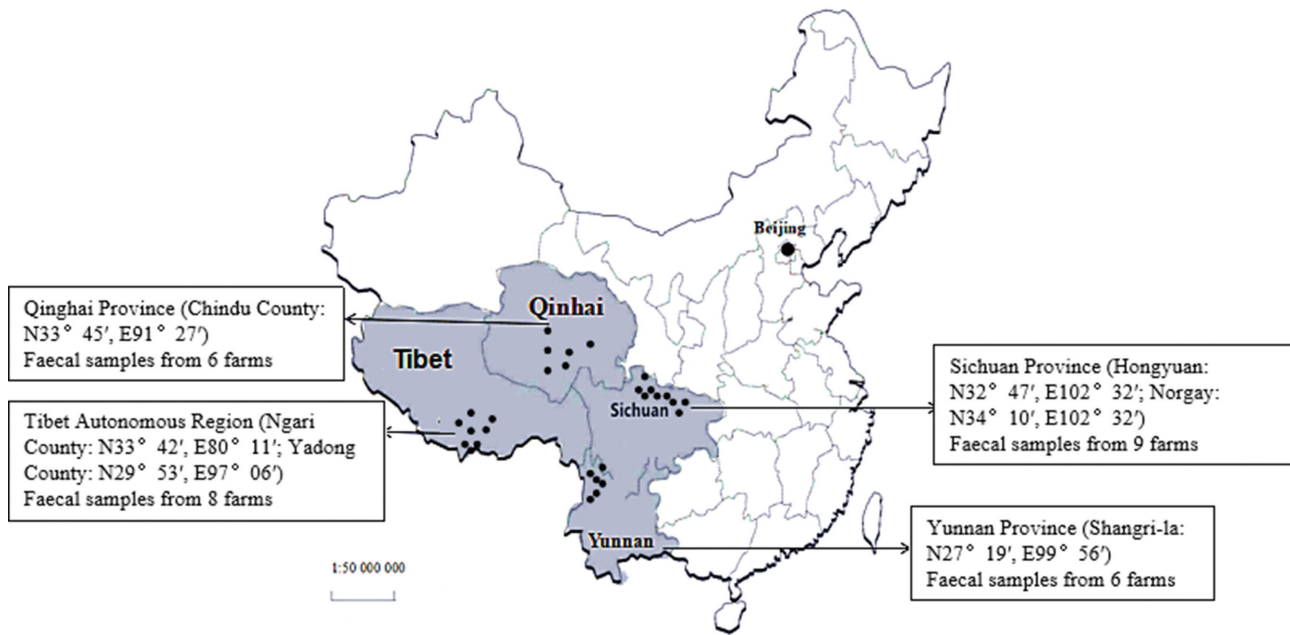 Beijing
Qinghai Province (Chindu County:
N33° 45′, E91° 27′)
Faecal samples from 6 farms
Qinhai
Tibet
Sichuan Province (Hongyuan:
N32° 47′, E102° 32′; Norgay:
N34° 10′, E102° 32′)
Faecal samples from 9 farms
Sichuan
Tibet Autonomous Region (Ngari
County: N33° 42′, E80° 11′; Yadong
County: N29° 53′, E97° 06′)
Faecal samples from 8 farms
Yunnan
Yunnan Province (Shangri-la:
N27° 19′, E99° 56′)
Faecal samples from 6 farms
1:50 000 000